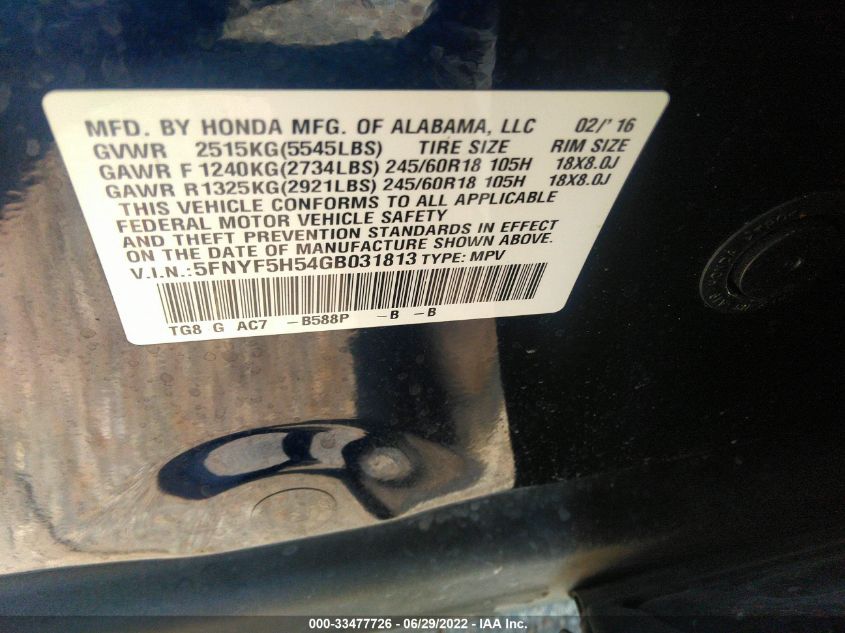 MFD. BY HONDA MFG. OF ALABAMA, LLC 02/' 16
GVWR 2515KG(5545LBS) TIRE SIZE RIM SIZE
GAWR F 1240KG(2734LBS) 245/60R18 105H 18X8.0J
GAWR R1325KG(2921LBS) 245/60R18 105H 18X8.0J
THIS VEHICLE CONFORMS TO ALL APPLICABLE
FEDERAL MOTOR VEHICLE SAFETY
AND THEFT PREVENTION STANDARDS IN EFFECT
ON THE DATE OF MANUFACTURE SHOWN ABOVE.
V.I.N.:5FNYF5H54GB031813 TYPE: MPV
TG8 G AC7 -B588P -B -B
000-33477726 - 06/29/2022 - IAA Inc.